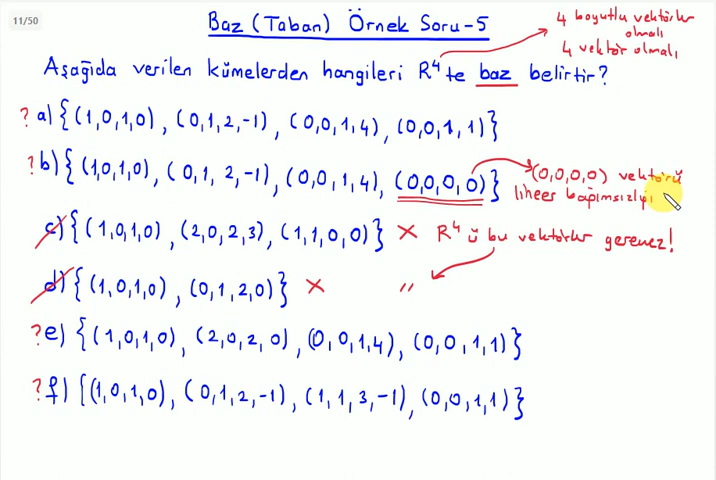 11/50
Baz (Taban) Örnek Soru-5
4 boyutlu vektörler
olmalı
4 vektör olmalı
Aşağıda verilen kümelerden hangileri R⁴'te baz belirtir?
? a) {(1,0,1,0), (0,1,2,-1), (0,0,1,4), (0,0,1,1)}
? b) {(1,0,1,0), (0,1,2,-1), (0,0,1,4), (0,0,0,0)}
(0,0,0,0) vektörü
lineer bağımsızlığı
c) {(1,0,1,0), (2,0,2,3), (1,1,0,0)} × R⁴ ü bu vektörler geremez!
d) {(1,0,1,0), (0,1,2,0)} × "
? e) {(1,0,1,0), (2,0,2,0), (0,0,1,4), (0,0,1,1)}
? f) {(1,0,1,0), (0,1,2,-1), (1,1,3,-1), (0,0,1,1)}